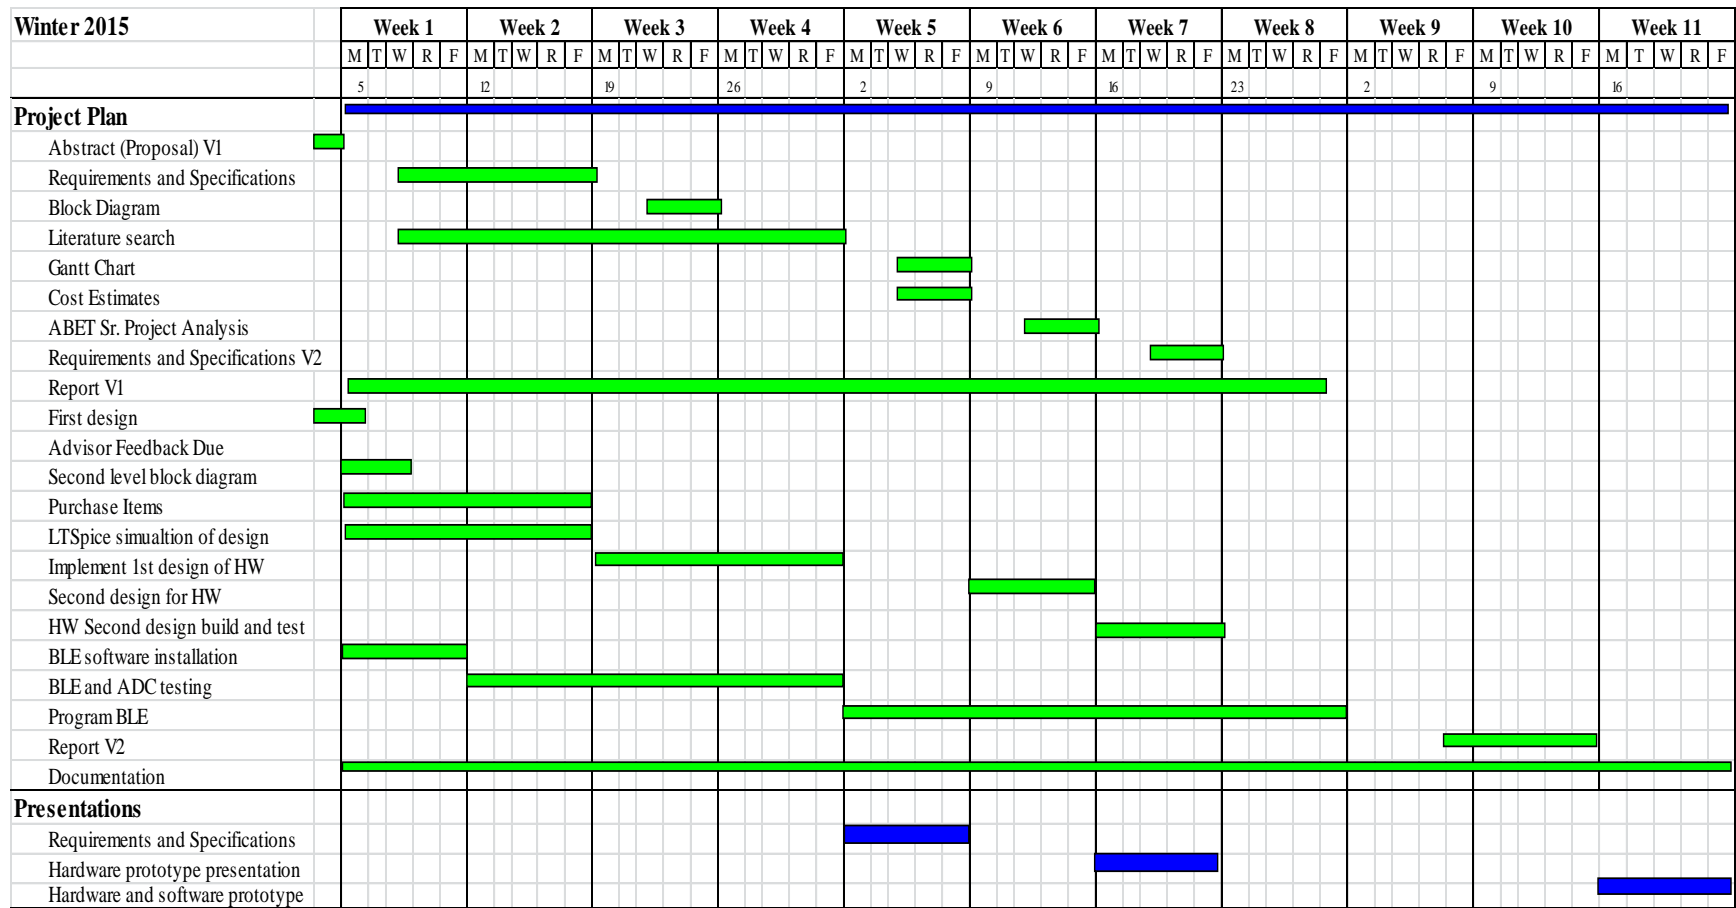 Winter 2015 Week 1 Week 2 Week 3 Week 4 Week 5 Week 6 Week 7 Week 8 Week 9 Week 10 Week 11
M T W R F M T W R F M T W R F M T W R F M T W R F M T W R F M T W R F M T W R F M T W R F M T W R F M T W R F
5 12 19 26 2 9 16 23 2 9 16
Project Plan
Abstract (Proposal) V1
Requirements and Specifications
Block Diagram
Literature search
Gantt Chart
Cost Estimates
ABET Sr. Project Analysis
Requirements and Specifications V2
Report V1
First design
Advisor Feedback Due
Second level block diagram
Purchase Items
LTSpice simualtion of design
Implement 1st design of HW
Second design for HW
HW Second design build and test
BLE software installation
BLE and ADC testing
Program BLE
Report V2
Documentation
Presentations
Requirements and Specifications
Hardware prototype presentation
Hardware and software prototype